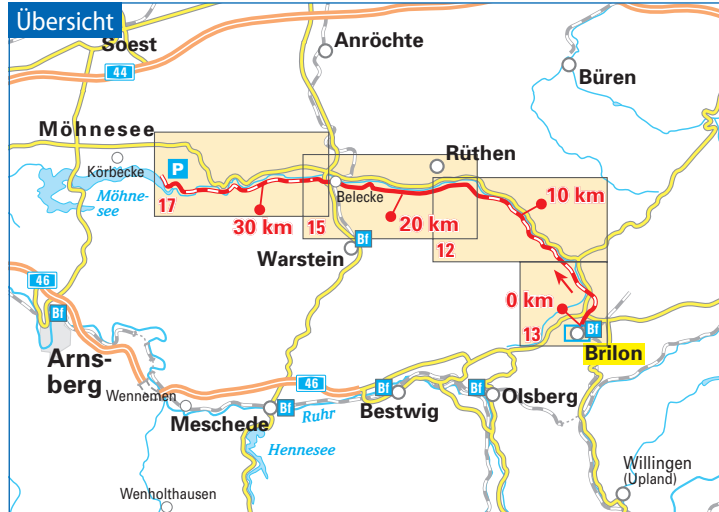 Übersicht
Soest
Anröchte
44
Büren
Möhnesee
Körbecke
P
Rüthen
Möhne-
see
Belecke
10 km
17
30 km
15
20 km
12
Warstein
Bf
46
0 km
Bf
13
Bf
Brilon
Arns-
berg
Wennemen
46
Bf
Bf
Meschede
Bf
Ruhr
Bestwig
Olsberg
Hennesee
Willingen
(Upland)
Wenholthausen